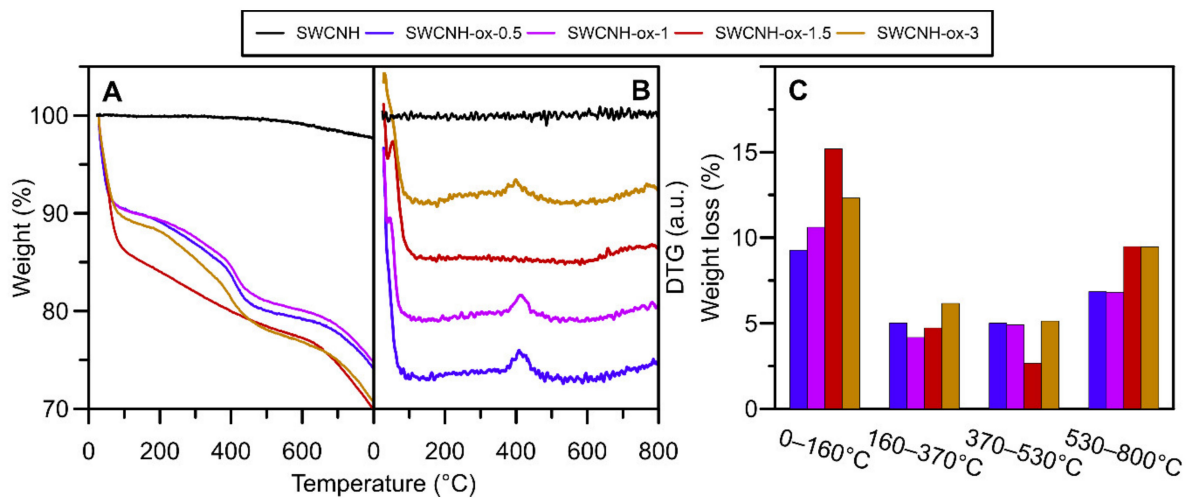 SWCNH SWCNH-ox-0.5 SWCNH-ox-1 SWCNH-ox-1.5 SWCNH-ox-3
A B C
Weight (%)
100
90
80
70
0 200 400 600 0 200 400 600 800
Temperature (°C)
DTG (a.u.)
Weight loss (%)
15
10
5
0
0–160°C 160–370°C 370–530°C 530–800°C